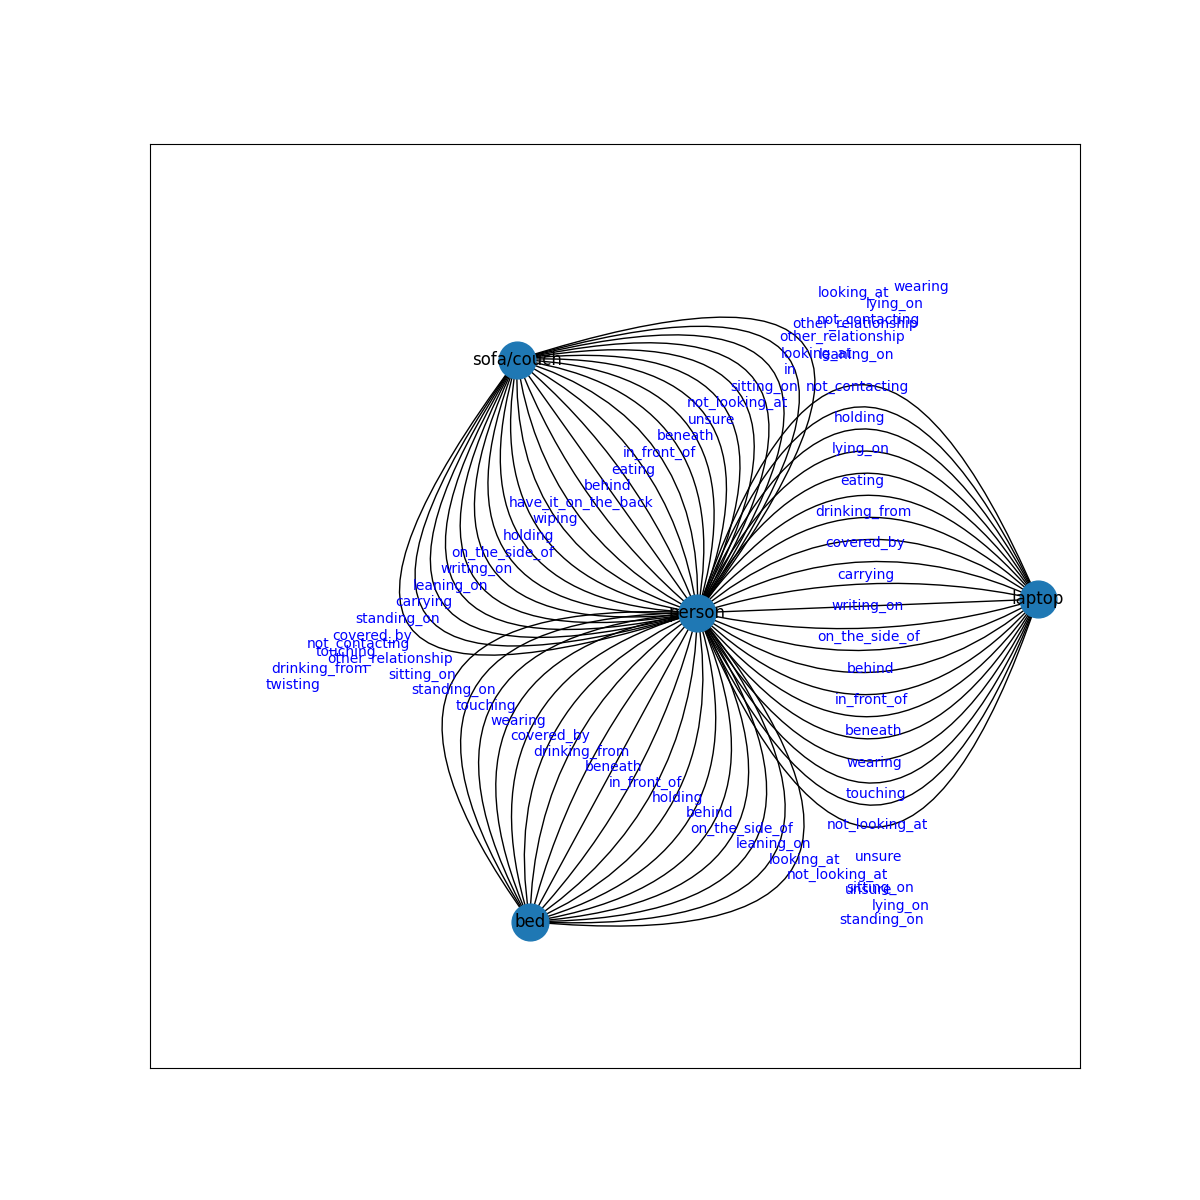 wearing
looking_at
lying_on
not_contacting
other_relationship
other_relationship
looking_at
leaning_on
sofa/couch
in
sitting_on
not_contacting
not_looking_at
holding
unsure
beneath
lying_on
in_front_of
eating
eating
behind
have_it_on_the_back
drinking_from
wiping
holding
covered_by
on_the_side_of
writing_on
carrying
leaning_on
laptop
carrying
writing_on
person
standing_on
covered_by
on_the_side_of
not_contacting
touching
other_relationship
drinking_from
behind
sitting_on
twisting
standing_on
in_front_of
touching
wearing
beneath
covered_by
drinking_from
wearing
beneath
in_front_of
touching
holding
behind
not_looking_at
on_the_side_of
leaning_on
unsure
looking_at
not_looking_at
sitting_on
unsure
lying_on
standing_on
bed